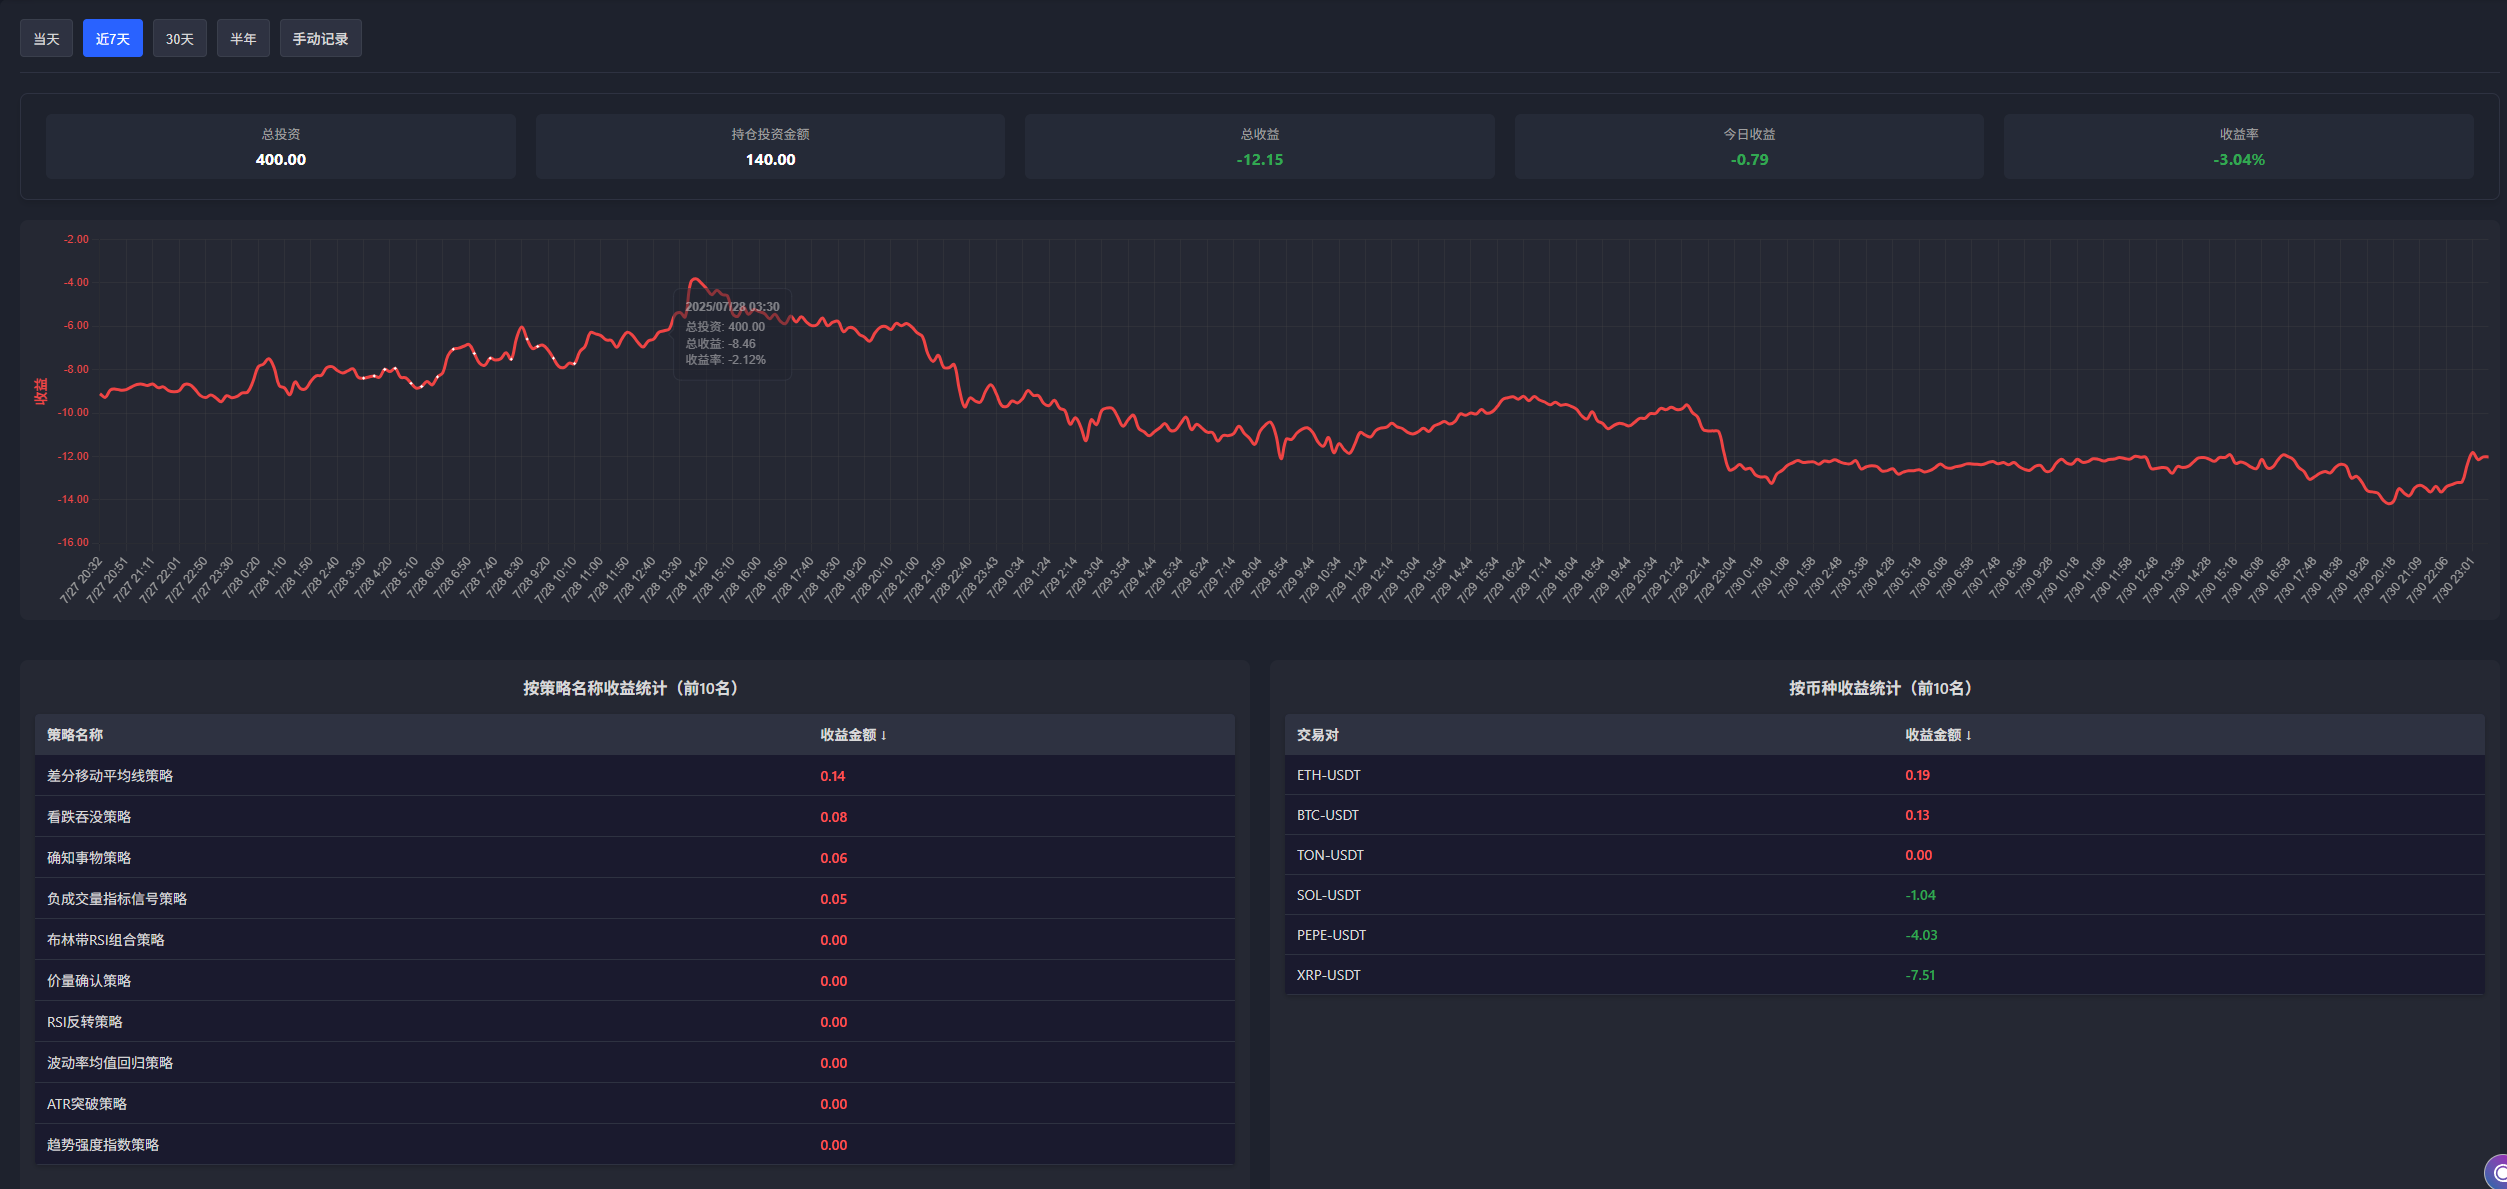 当天 近7天 30天 半年 手动记录
总投资 持仓投资金额 总收益 今日收益 收益率
400.00 140.00 -12.15 -0.79 -3.04%
-2.00
-4.00
-6.00
-8.00
-10.00
-12.00
-14.00
-16.00
收益
2025/07/28 03:30
总投资: 400.00
总收益: -8.46
收益率: -2.12%
7/27 20:32 7/27 20:51 7/27 21:11 7/27 22:01 7/27 22:50 7/27 23:30 7/28 0:20 7/28 1:10 7/28 1:50 7/28 2:40 7/28 3:30 7/28 4:20 7/28 5:10 7/28 6:00 7/28 6:50 7/28 7:40 7/28 8:30 7/28 9:20 7/28 10:10 7/28 11:00 7/28 11:50 7/28 12:40 7/28 13:30 7/28 14:20 7/28 15:10 7/28 16:00 7/28 16:50 7/28 17:40 7/28 18:30 7/28 19:20 7/28 20:10 7/28 21:00 7/28 21:50 7/28 22:40 7/28 23:43 7/29 0:34 7/29 1:24 7/29 2:14 7/29 3:04 7/29 3:54 7/29 4:44 7/29 5:34 7/29 6:24 7/29 7:14 7/29 8:04 7/29 8:54 7/29 9:44 7/29 10:34 7/29 11:24 7/29 12:14 7/29 13:04 7/29 13:54 7/29 14:44 7/29 15:34 7/29 16:24 7/29 17:14 7/29 18:04 7/29 18:54 7/29 19:44 7/29 20:34 7/29 21:24 7/29 22:14 7/29 23:04 7/30 0:18 7/30 1:08 7/30 1:58 7/30 2:48 7/30 3:38 7/30 4:28 7/30 5:18 7/30 6:08 7/30 6:58 7/30 7:48 7/30 8:38 7/30 9:28 7/30 10:18 7/30 11:08 7/30 11:58 7/30 12:48 7/30 13:38 7/30 14:28 7/30 15:18 7/30 16:08 7/30 16:58 7/30 17:48 7/30 18:38 7/30 19:28 7/30 20:18 7/30 21:09 7/30 22:06 7/30 23:01
按策略名称收益统计（前10名）
策略名称 收益金额 ↓
差分移动平均线策略 0.14
看跌吞没策略 0.08
确知事物策略 0.06
负成交量指标信号策略 0.05
布林带RSI组合策略 0.00
价量确认策略 0.00
RSI反转策略 0.00
波动率均值回归策略 0.00
ATR突破策略 0.00
趋势强度指数策略 0.00
按币种收益统计（前10名）
交易对 收益金额 ↓
ETH-USDT 0.19
BTC-USDT 0.13
TON-USDT 0.00
SOL-USDT -1.04
PEPE-USDT -4.03
XRP-USDT -7.51